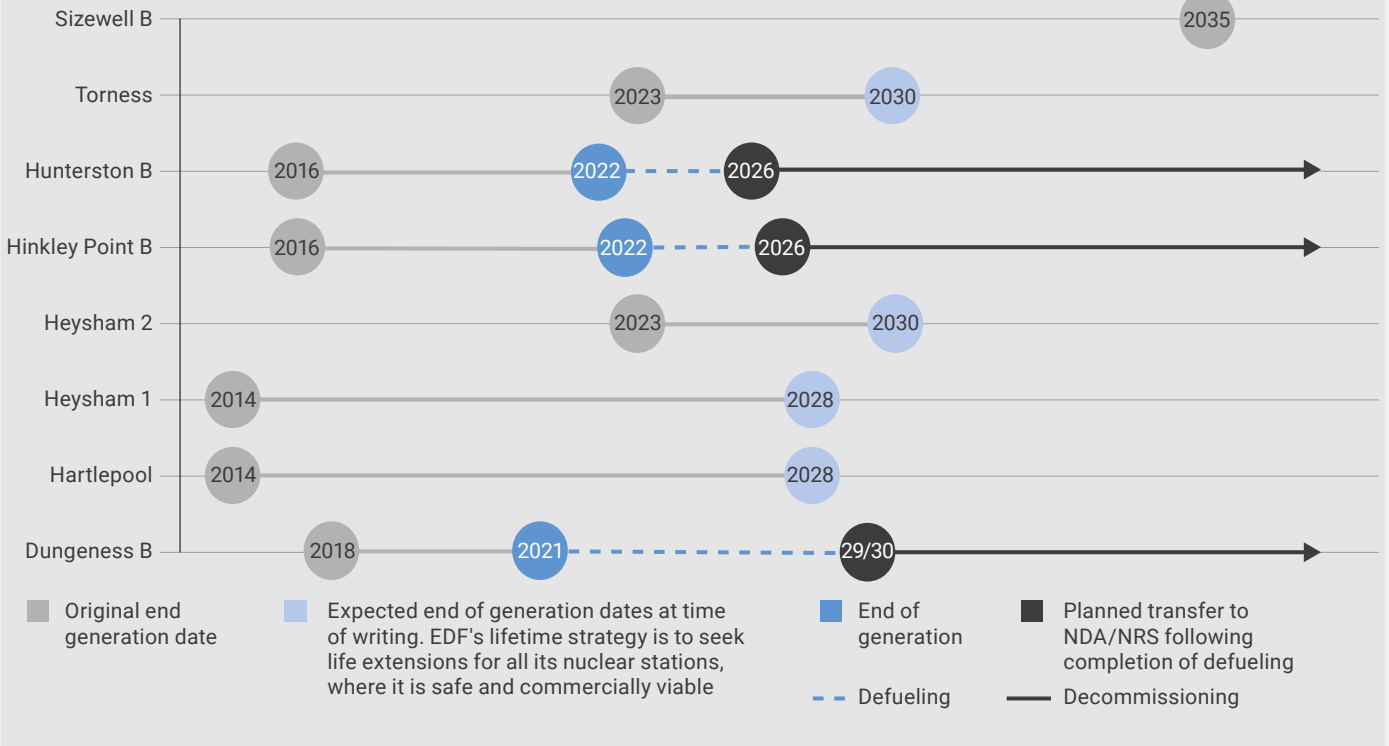 Sizewell B 2035
Torness 2023 2030
Hunterston B 2016 2022 2026
Hinkley Point B 2016 2022 2026
Heysham 2 2023 2030
Heysham 1 2014 2028
Hartlepool 2014 2028
Dungeness B 2018 2021 29/30
Original end
generation date
Expected end of generation dates at time
of writing. EDF's lifetime strategy is to seek
life extensions for all its nuclear stations,
where it is safe and commercially viable
End of
generation
Planned transfer to
NDA/NRS following
completion of defueling
Defueling
Decommissioning